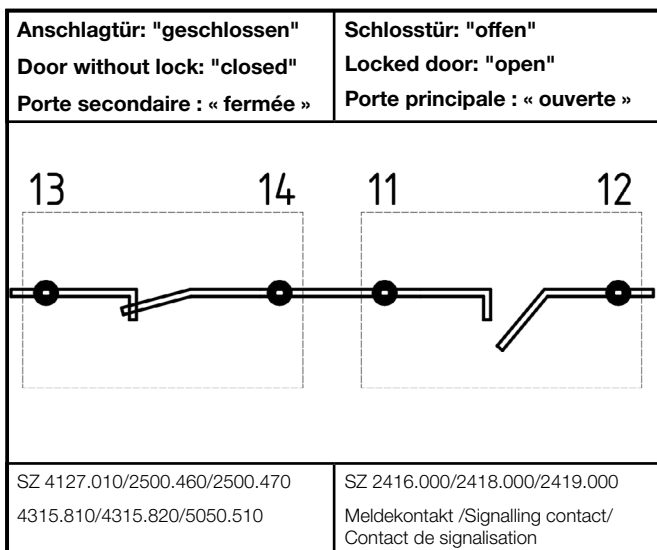 Anschlagtür: "geschlossen"
Door without lock: "closed"
Porte secondaire : « fermée »
Schlosstür: "offen"
Locked door: "open"
Porte principale : « ouverte »
13 14 11 12
SZ 4127.010/2500.460/2500.470
4315.810/4315.820/5050.510
SZ 2416.000/2418.000/2419.000
Meldekontakt /Signalling contact/
Contact de signalisation